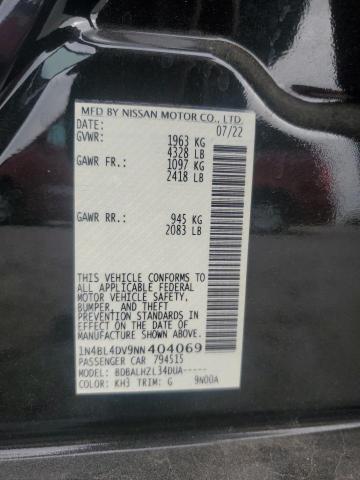 MFD BY NISSAN MOTOR CO., LTD.
DATE: 07/22
GVWR: 1963 KG
4328 LB
GAWR FR.: 1097 KG
2418 LB
GAWR RR.: 945 KG
2083 LB
THIS VEHICLE CONFORMS TO
ALL APPLICABLE FEDERAL
MOTOR VEHICLE SAFETY,
BUMPER, AND THEFT
PREVENTION STANDARDS IN
EFFECT ON THE DATE OF
MANUFACTURE SHOWN ABOVE.
1N4BL4DV9NN404069
PASSENGER CAR 794515
MODEL: BDBALHZL34DUA-----
COLOR: KH3 TRIM: G 9N00A